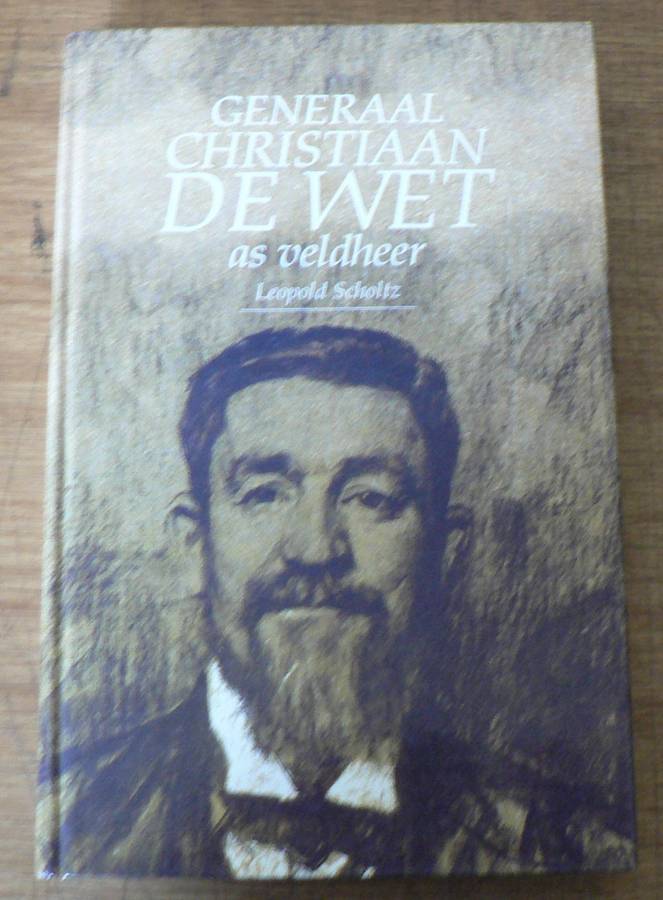 GENERAAL
CHRISTIAAN
DE WET
as veldheer
Leopold Scholtz